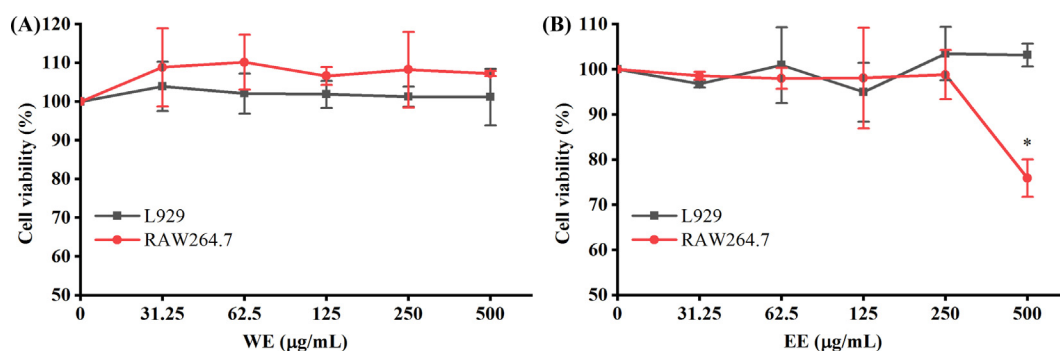 (A)
Cell viability (%)
120
110
100
90
80
70
60
50
L929
RAW264.7
0 31.25 62.5 125 250 500
WE (μg/mL)
(B)
Cell viability (%)
110
100
90
80
70
60
50
*
L929
RAW264.7
0 31.25 62.5 125 250 500
EE (μg/mL)